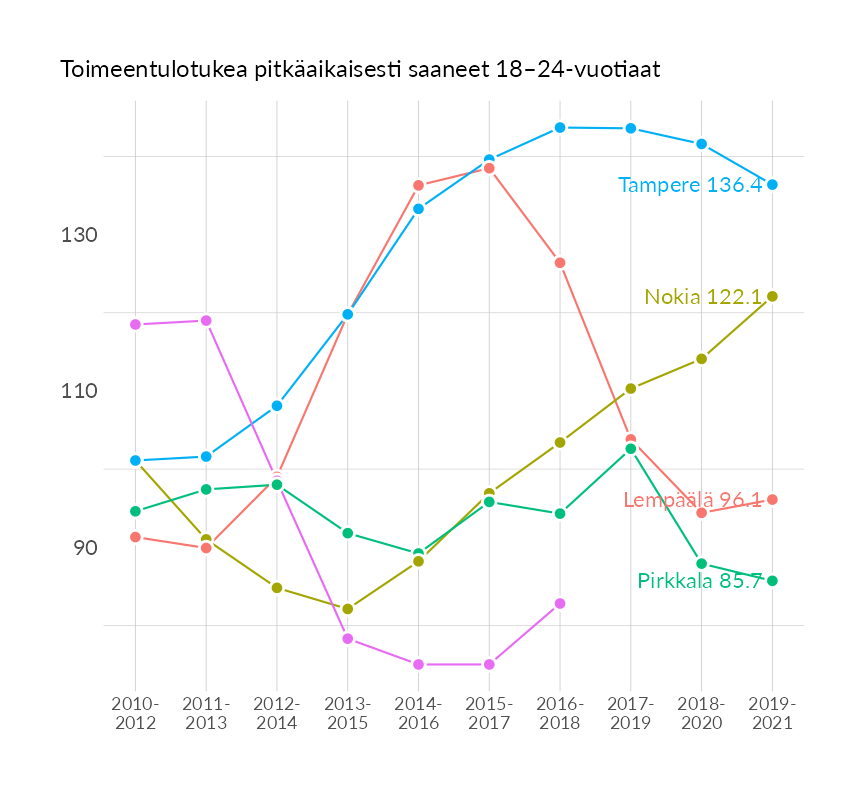 Toimeentulotukea pitkäaikaisesti saaneet 18–24-vuotiaat
Tampere 136.4
130
Nokia 122.1
110
Lempäälä 96.1
90
Pirkkala 85.7
2010- 2011- 2012- 2013- 2014- 2015- 2016- 2017- 2018- 2019-
2012 2013 2014 2015 2016 2017 2018 2019 2020 2021